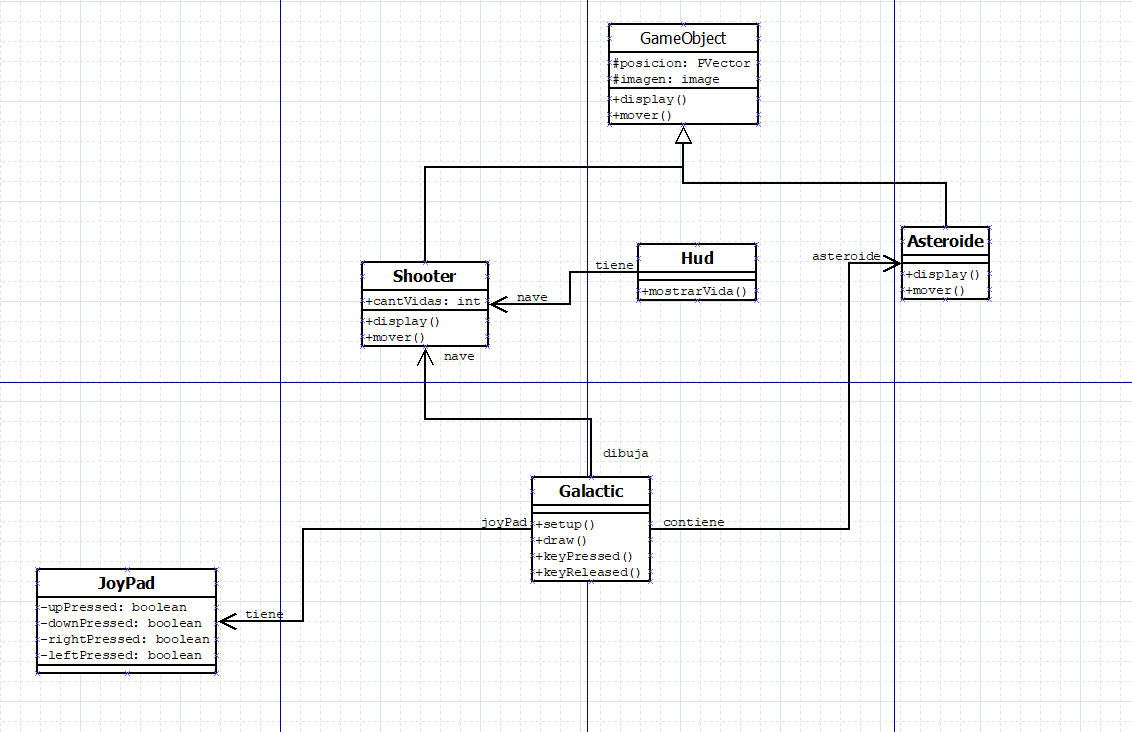 GameObject
#posicion: PVector
#imagen: image
+display()
+mover()
Shooter
+cantVidas: int
+display()
+mover()
tiene
nave
Hud
+mostrarVida()
asteroide
Asteroide
+display()
+mover()
nave
dibuja
Galactic
+setup()
+draw()
+keyPressed()
+keyReleased()
joyPad
contiene
JoyPad
-upPressed: boolean
-downPressed: boolean
-rightPressed: boolean
-leftPressed: boolean
tiene